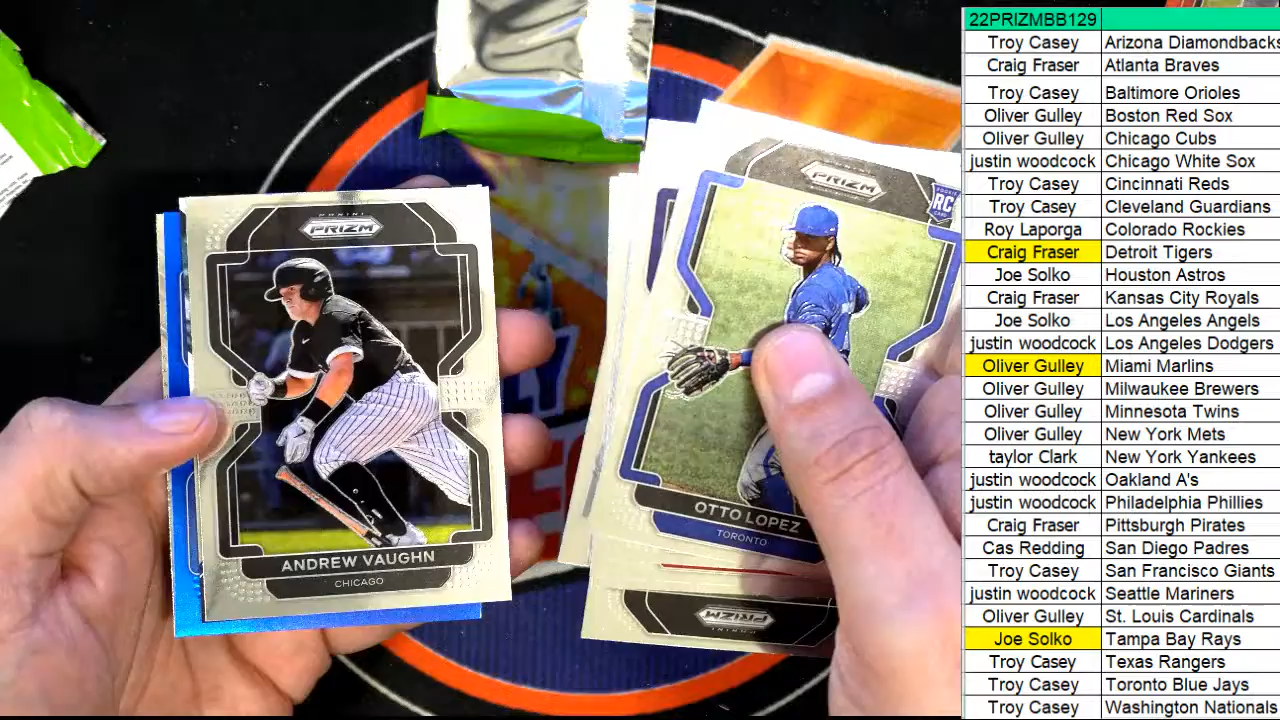 PANINI
PRIZM
ANDREW VAUGHN
CHICAGO
PRIZM
ROOKIE
RC
CARD
OTTO LOPEZ
TORONTO
PANINI
PRIZM
22PRIZMBB129
Troy Casey Arizona Diamondbacks
Craig Fraser Atlanta Braves
Troy Casey Baltimore Orioles
Oliver Gulley Boston Red Sox
Oliver Gulley Chicago Cubs
justin woodcock Chicago White Sox
Troy Casey Cincinnati Reds
Troy Casey Cleveland Guardians
Roy Laporga Colorado Rockies
Craig Fraser Detroit Tigers
Joe Solko Houston Astros
Craig Fraser Kansas City Royals
Joe Solko Los Angeles Angels
justin woodcock Los Angeles Dodgers
Oliver Gulley Miami Marlins
Oliver Gulley Milwaukee Brewers
Oliver Gulley Minnesota Twins
Oliver Gulley New York Mets
taylor Clark New York Yankees
justin woodcock Oakland A's
justin woodcock Philadelphia Phillies
Craig Fraser Pittsburgh Pirates
Cas Redding San Diego Padres
Troy Casey San Francisco Giants
justin woodcock Seattle Mariners
Oliver Gulley St. Louis Cardinals
Joe Solko Tampa Bay Rays
Troy Casey Texas Rangers
Troy Casey Toronto Blue Jays
Troy Casey Washington Nationals